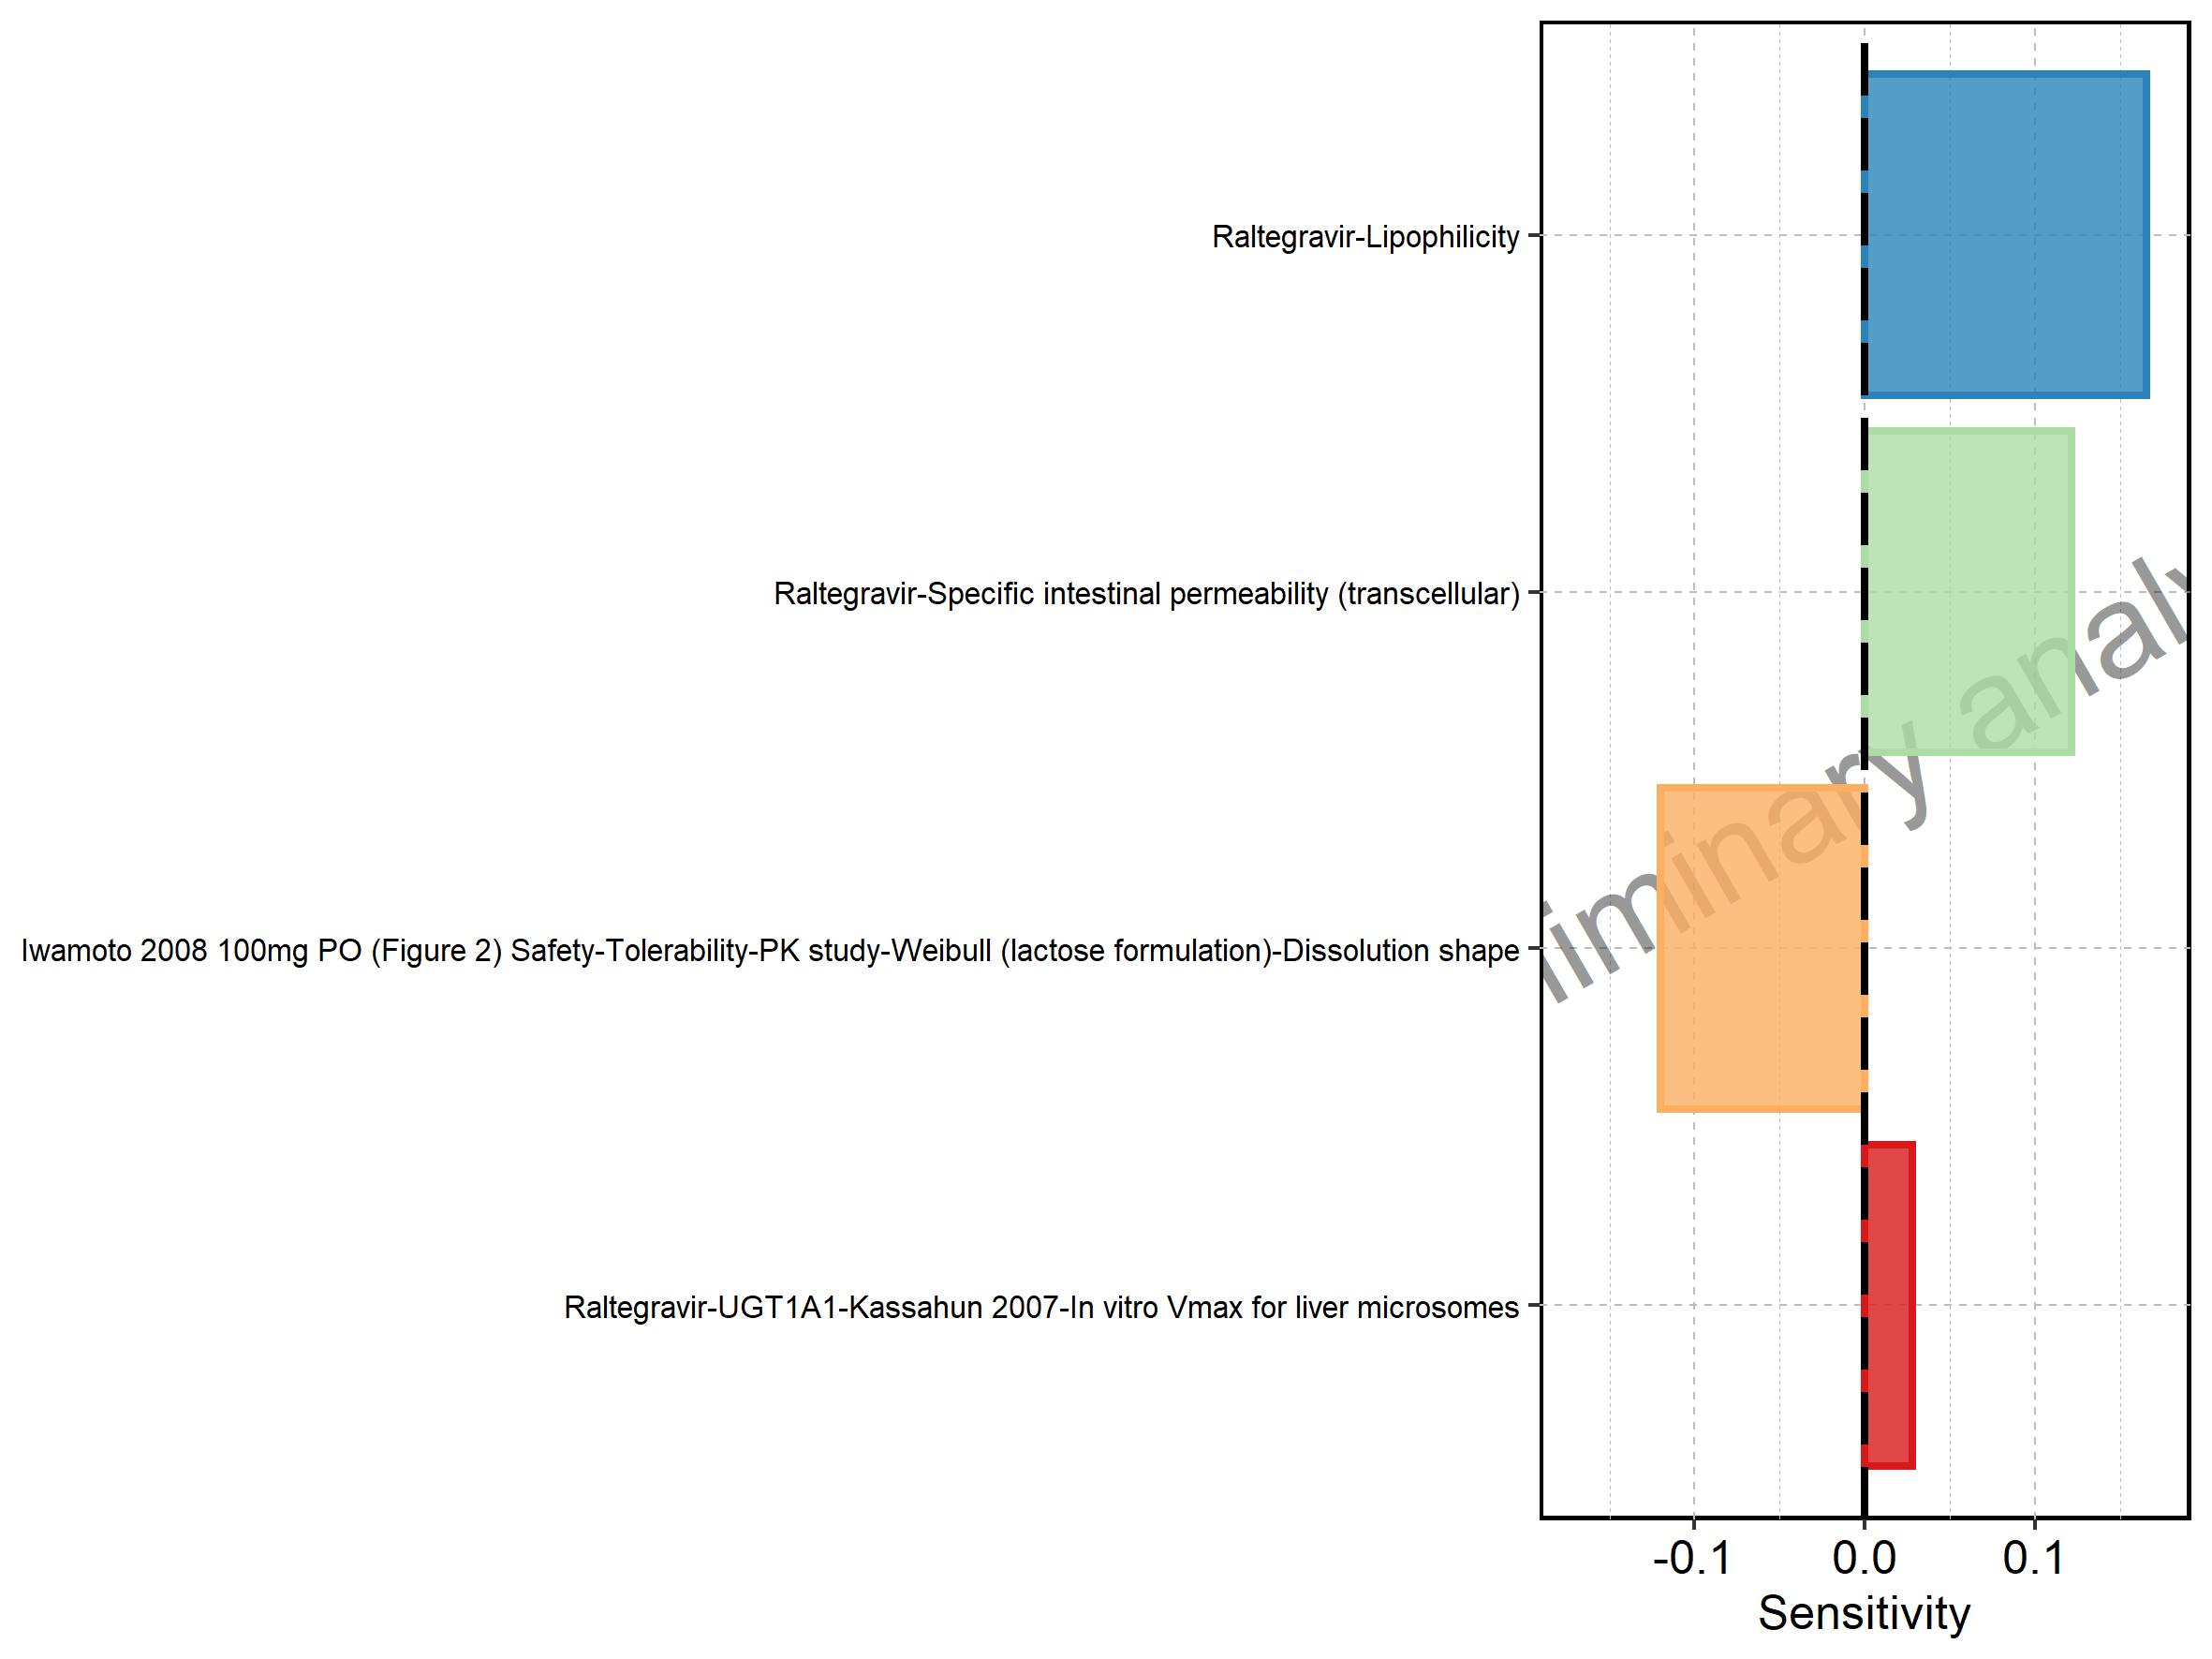 Raltegravir-Lipophilicity
Raltegravir-Specific intestinal permeability (transcellular)
Iwamoto 2008 100mg PO (Figure 2) Safety-Tolerability-PK study-Weibull (lactose formulation)-Dissolution shape
Raltegravir-UGT1A1-Kassahun 2007-In vitro Vmax for liver microsomes
iminary analy
-0.1 0.0 0.1
Sensitivity